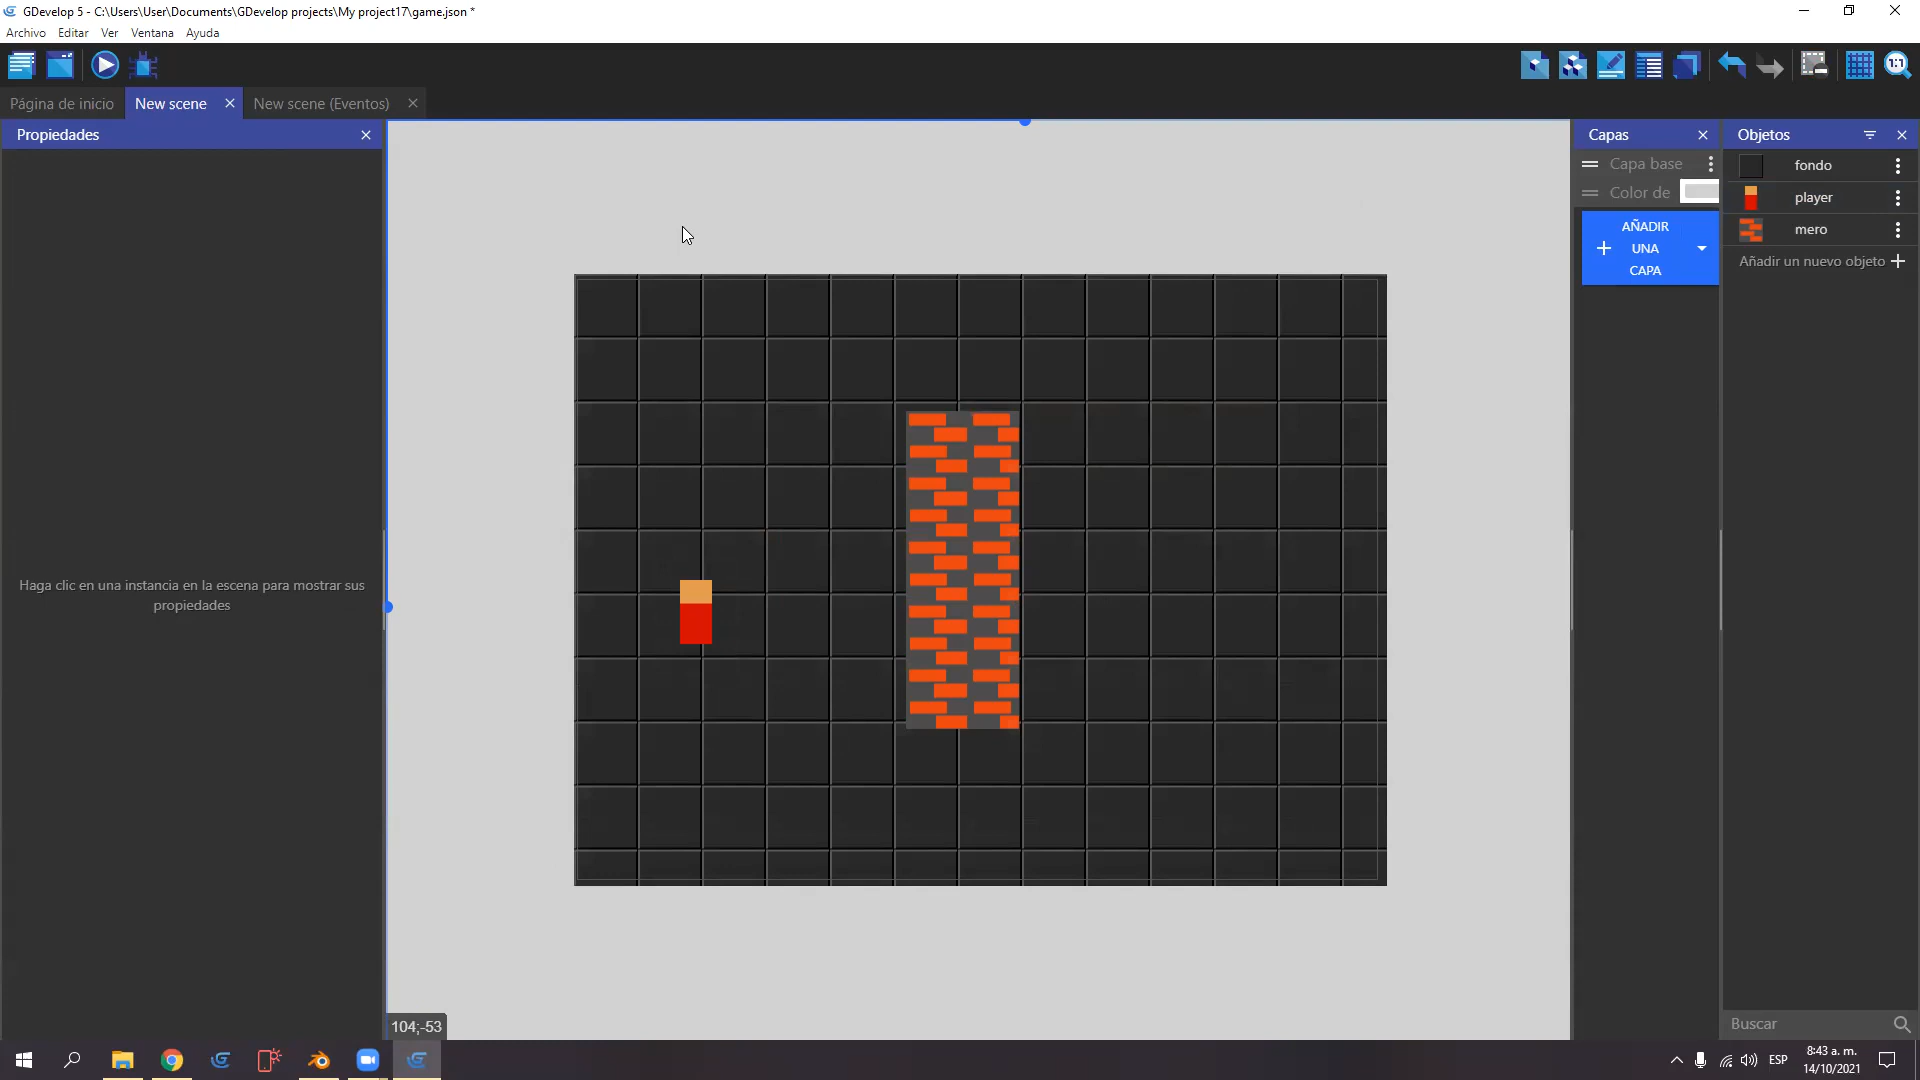 GDevelop 5 - C:\Users\User\Documents\GDevelop projects\My project17\game.json *
Archivo Editar Ver Ventana Ayuda
1:1
Página de inicio New scene New scene (Eventos)
Propiedades
Capas
Objetos
Capa base
fondo
Color de
player
AÑADIR
UNA
CAPA
mero
Añadir un nuevo objeto
Haga clic en una instancia en la escena para mostrar sus
propiedades
104;-53
Buscar
ESP
8:43 a. m.
14/10/2021